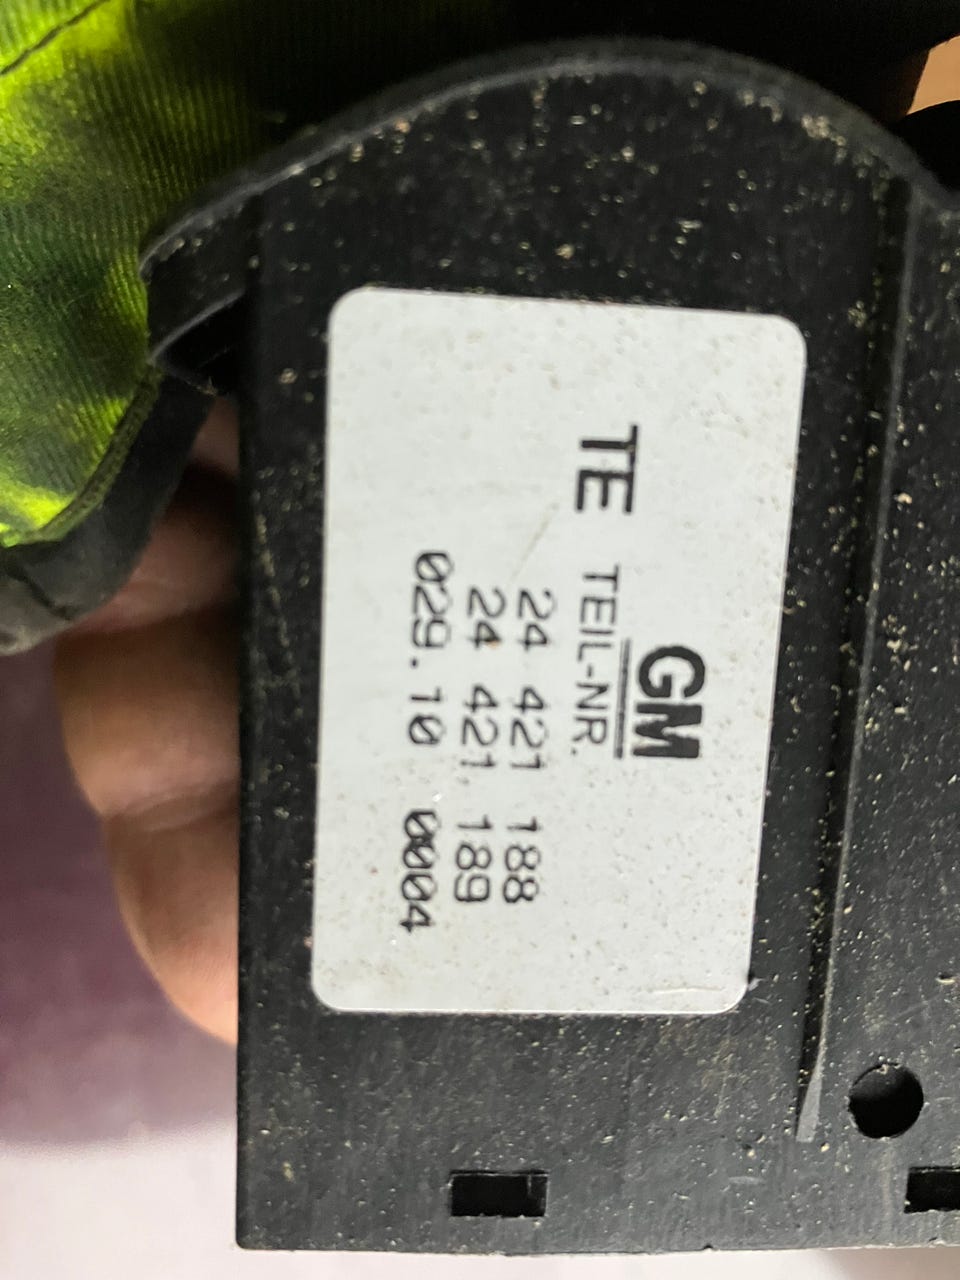 GM
TE TEIL-NR.
24 421 188
24 421 189
029.10 0004